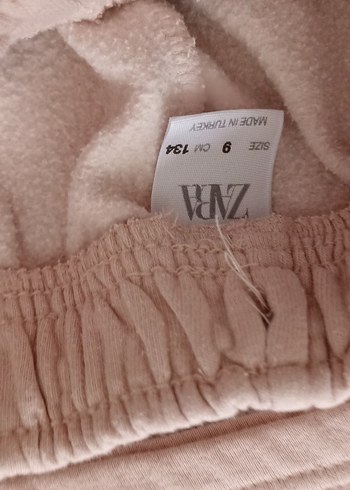 ZARA
SIZE 9 CM 134
MADE IN TURKEY